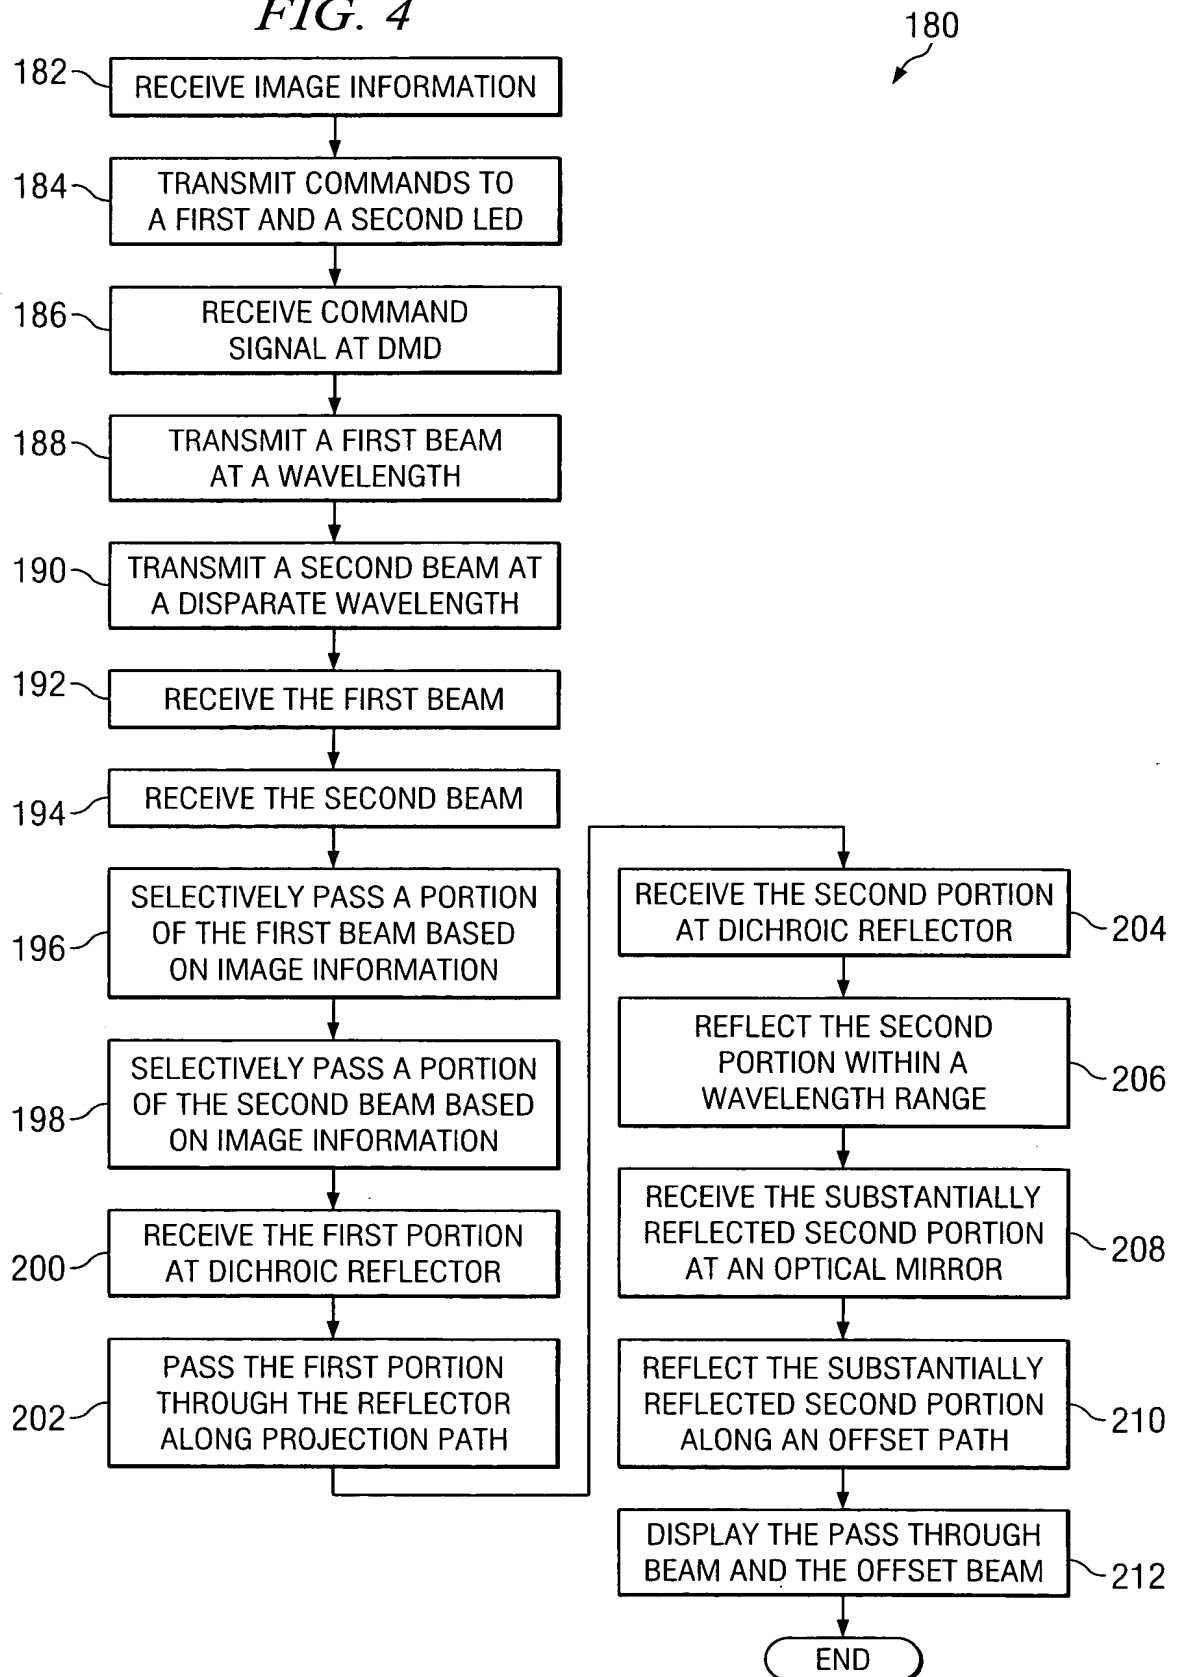 FIG. 4
180
182
RECEIVE IMAGE INFORMATION
184
TRANSMIT COMMANDS TO
A FIRST AND A SECOND LED
186
RECEIVE COMMAND
SIGNAL AT DMD
188
TRANSMIT A FIRST BEAM
AT A WAVELENGTH
190
TRANSMIT A SECOND BEAM AT
A DISPARATE WAVELENGTH
192
RECEIVE THE FIRST BEAM
194
RECEIVE THE SECOND BEAM
196
SELECTIVELY PASS A PORTION
OF THE FIRST BEAM BASED
ON IMAGE INFORMATION
198
SELECTIVELY PASS A PORTION
OF THE SECOND BEAM BASED
ON IMAGE INFORMATION
200
RECEIVE THE FIRST PORTION
AT DICHROIC REFLECTOR
202
PASS THE FIRST PORTION
THROUGH THE REFLECTOR
ALONG PROJECTION PATH
RECEIVE THE SECOND PORTION
AT DICHROIC REFLECTOR
204
REFLECT THE SECOND
PORTION WITHIN A
WAVELENGTH RANGE
206
RECEIVE THE SUBSTANTIALLY
REFLECTED SECOND PORTION
AT AN OPTICAL MIRROR
208
REFLECT THE SUBSTANTIALLY
REFLECTED SECOND PORTION
ALONG AN OFFSET PATH
210
DISPLAY THE PASS THROUGH
BEAM AND THE OFFSET BEAM
212
END